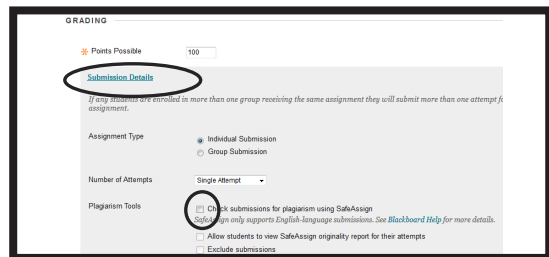 GRADING
Points Possible 100
Submission Details
If any students are enrolled in more than one group receiving the same assignment they will submit more than one attempt fo
assignment.
Assignment Type Individual Submission
Group Submission
Number of Attempts Single Attempt
Plagiarism Tools Check submissions for plagiarism using SafeAssign
SafeAssign only supports English-language submissions. See Blackboard Help for more details.
Allow students to view SafeAssign originality report for their attempts
Exclude submissions